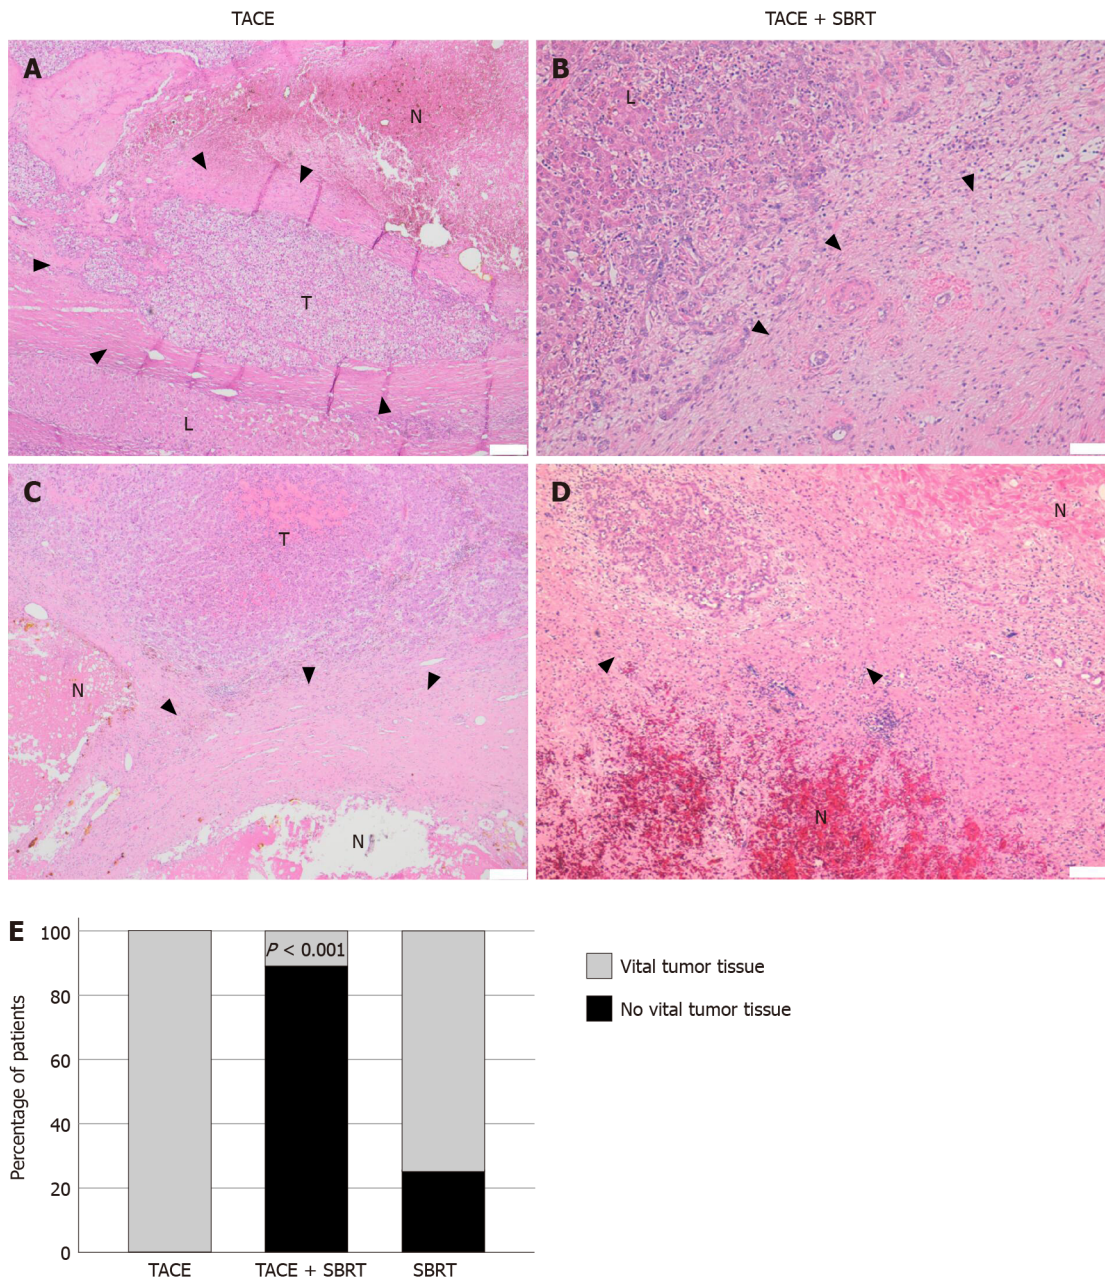 TACE
TACE + SBRT
A
N
T
L
B
L
C
T
N
N
D
N
N
E
100
80
60
40
20
0
Percentage of patients
P < 0.001
TACE
TACE + SBRT
SBRT
Vital tumor tissue
No vital tumor tissue